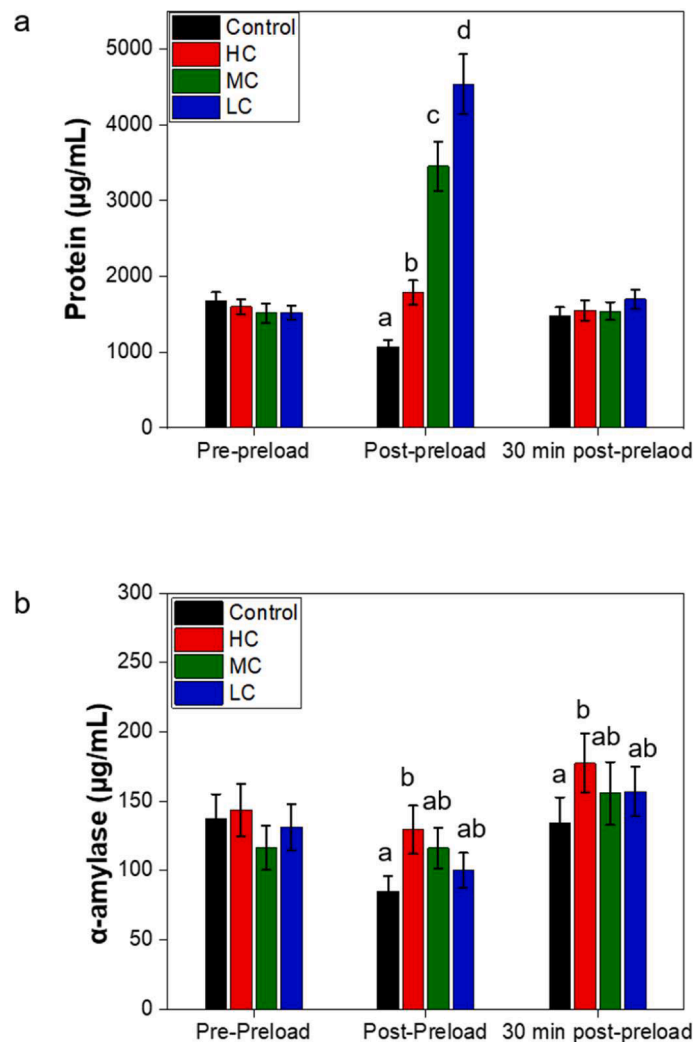 a
Control
HC
MC
LC
Protein (µg/mL)
5000
4000
3000
2000
1000
0
a
b
c
d
Pre-preload
Post-preload
30 min post-prelaod
b
Control
HC
MC
LC
α-amylase (µg/mL)
300
250
200
150
100
50
0
a
b
ab
ab
a
b
ab
ab
Pre-Preload
Post-Preload
30 min post-preload